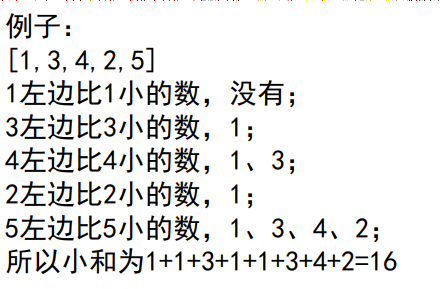 例子：
[1,3,4,2,5]
1左边比1小的数，没有；
3左边比3小的数，1；
4左边比4小的数，1、3；
2左边比2小的数，1；
5左边比5小的数，1、3、4、2；
所以小和为1+1+3+1+1+3+4+2=16